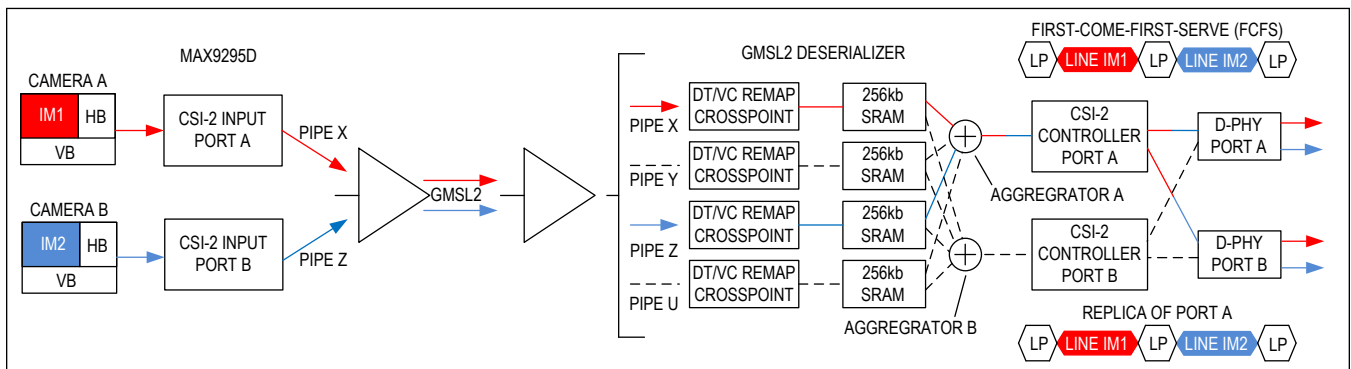 MAX9295D
CAMERA A
IM1
HB
VB
CSI-2 INPUT
PORT A
PIPE X
CAMERA B
IM2
HB
VB
CSI-2 INPUT
PORT B
PIPE Z
GMSL2
GMSL2 DESERIALIZER
PIPE X
DT/VC REMAP
CROSSPOINT
256kb
SRAM
PIPE Y
DT/VC REMAP
CROSSPOINT
256kb
SRAM
PIPE Z
DT/VC REMAP
CROSSPOINT
256kb
SRAM
PIPE U
DT/VC REMAP
CROSSPOINT
256kb
SRAM
AGGREGRATOR A
AGGREGRATOR B
FIRST-COME-FIRST-SERVE (FCFS)
LP LINE IM1 LP LINE IM2 LP
CSI-2
CONTROLLER
PORT A
D-PHY
PORT A
CSI-2
CONTROLLER
PORT B
D-PHY
PORT B
REPLICA OF PORT A
LP LINE IM1 LP LINE IM2 LP